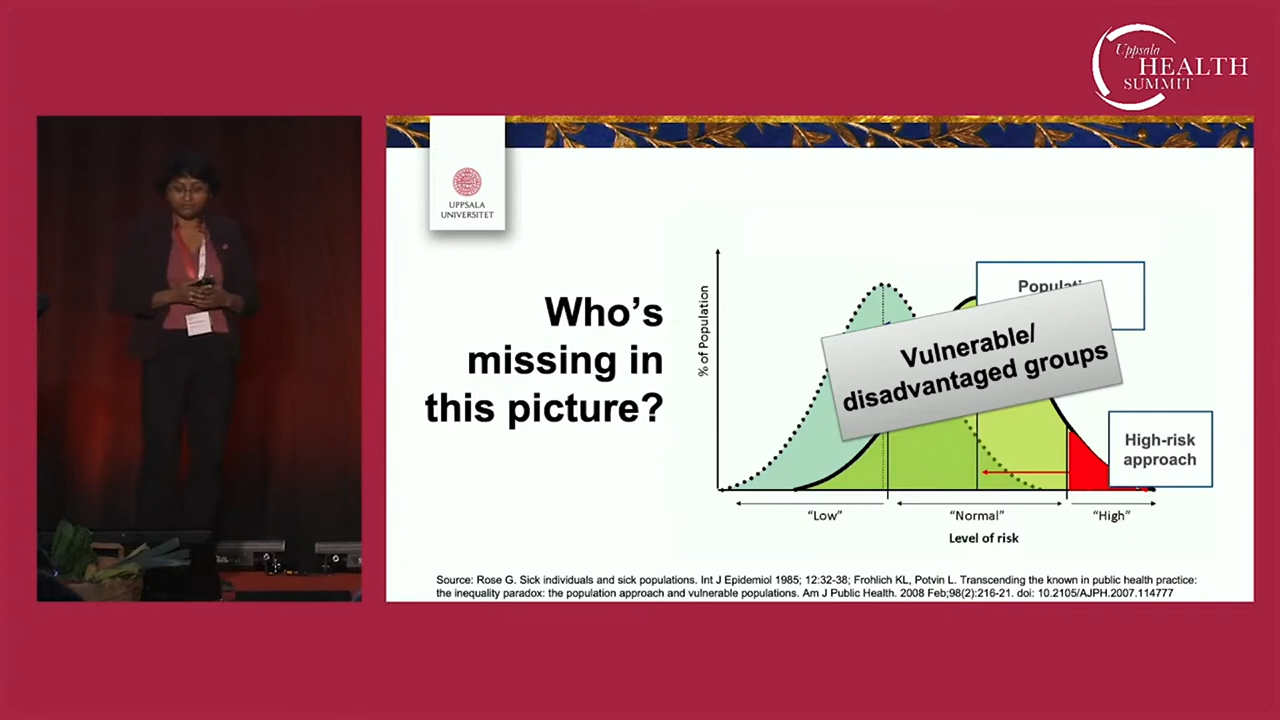 Uppsala
HEALTH
SUMMIT
UPPSALA
UNIVERSITET
Who's
missing in
this picture?
% of Population
Vulnerable/
disadvantaged groups
High-risk
approach
“Low”
“Normal”
“High”
Level of risk
Source: Rose G. Sick individuals and sick populations. Int J Epidemiol 1985; 12:32-38; Frohlich KL, Potvin L. Transcending the known in public health practice:
the inequality paradox: the population approach and vulnerable populations. Am J Public Health. 2008 Feb;98(2):216-21. doi: 10.2105/AJPH.2007.114777